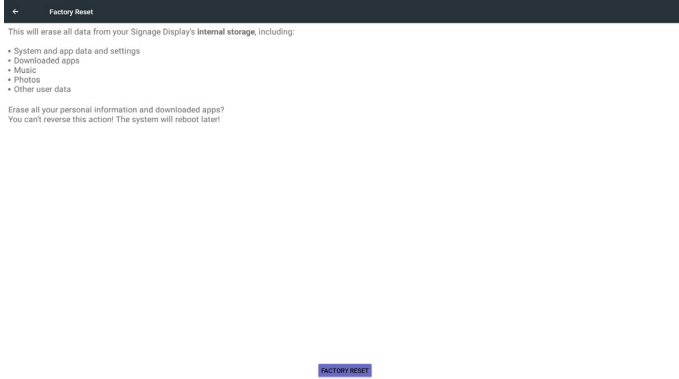 Factory Reset
This will erase all data from your Signage Display's internal storage, including:
• System and app data and settings
• Downloaded apps
• Music
• Photos
• Other user data
Erase all your personal information and downloaded apps?
You can't reverse this action! The system will reboot later!
FACTORY RESET